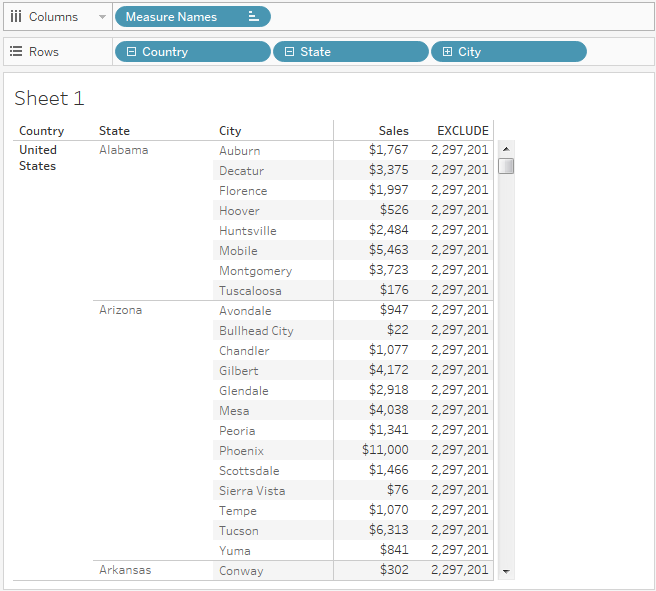 Columns Measure Names
Rows Country State City
Sheet 1
Country State City Sales EXCLUDE
United States Alabama Auburn $1,767 2,297,201
Decatur $3,375 2,297,201
Florence $1,997 2,297,201
Hoover $526 2,297,201
Huntsville $2,484 2,297,201
Mobile $5,463 2,297,201
Montgomery $3,723 2,297,201
Tuscaloosa $176 2,297,201
Arizona Avondale $947 2,297,201
Bullhead City $22 2,297,201
Chandler $1,077 2,297,201
Gilbert $4,172 2,297,201
Glendale $2,918 2,297,201
Mesa $4,038 2,297,201
Peoria $1,341 2,297,201
Phoenix $11,000 2,297,201
Scottsdale $1,466 2,297,201
Sierra Vista $76 2,297,201
Tempe $1,070 2,297,201
Tucson $6,313 2,297,201
Yuma $841 2,297,201
Arkansas Conway $302 2,297,201